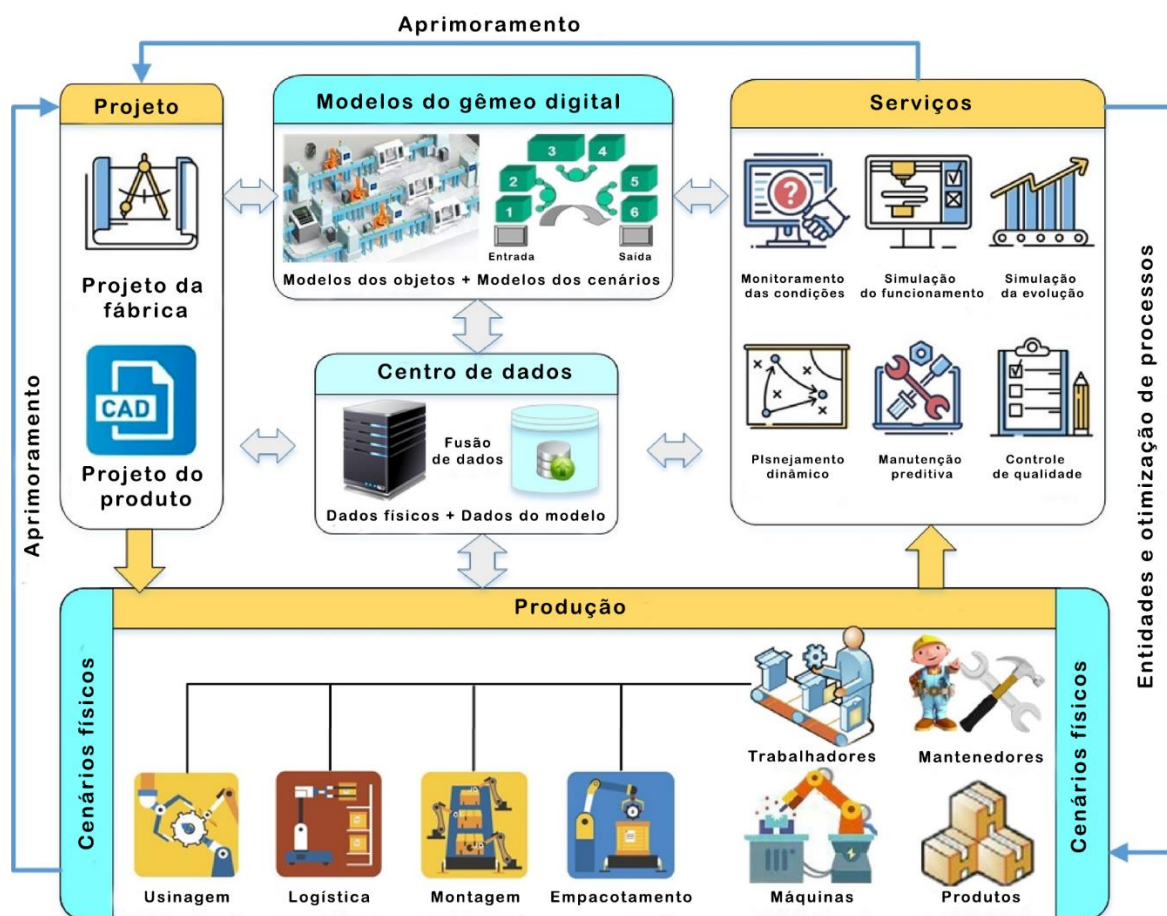 Aprimoramento
Projeto
Projeto da
fábrica
CAD
Projeto do
produto
Modelos do gêmeo digital
1
2
3
4
5
6
Entrada
Saída
Modelos dos objetos + Modelos dos cenários
Centro de dados
Fusão
de dados
Dados físicos + Dados do modelo
Serviços
?
Monitoramento
das condições
Simulação
do funcionamento
Simulação
da evolução
Plsnejamento
dinâmico
Manutenção
preditiva
Controle
de qualidade
Aprimoramento
Entidades e otimização de processos
Produção
Cenários físicos
Cenários físicos
Trabalhadores
Mantenedores
Usinagem
Logística
Montagem
Empacotamento
Máquinas
Produtos